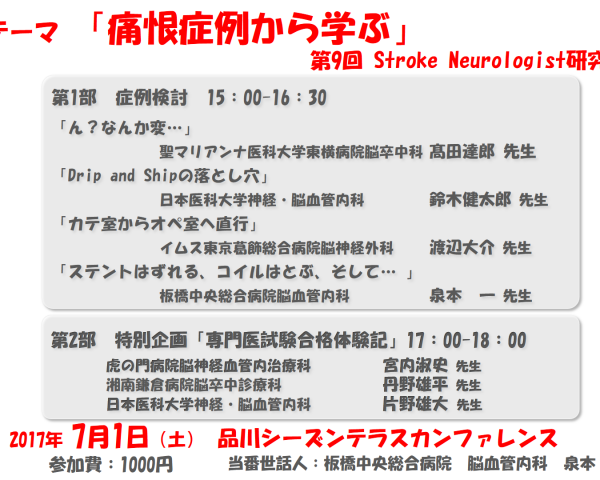 テーマ 「痛恨症例から学ぶ」
第9回 Stroke Neurologist研究
第1部 症例検討 15：00-16：30
「ん？なんか変…」
聖マリアンナ医科大学東横病院脳卒中科 髙田達郎 先生
「Drip and Shipの落とし穴」
日本医科大学神経・脳血管内科 鈴木健太郎 先生
「カテ室からオペ室へ直行」
イムス東京葛飾総合病院脳神経外科 渡辺大介 先生
「ステントはずれる、コイルはとぶ、そして… 」
板橋中央総合病院脳血管内科 泉本 一 先生
第2部 特別企画「専門医試験合格体験記」17：00-18：00
虎の門病院脳神経血管内治療科 宮内淑史 先生
湘南鎌倉病院脳卒中診療科 丹野雄平 先生
日本医科大学神経・脳血管内科 片野雄大 先生
2017年 7月1日（土） 品川シーズンテラスカンファレンス
参加費：1000円 当番世話人：板橋中央総合病院 脳血管内科 泉本